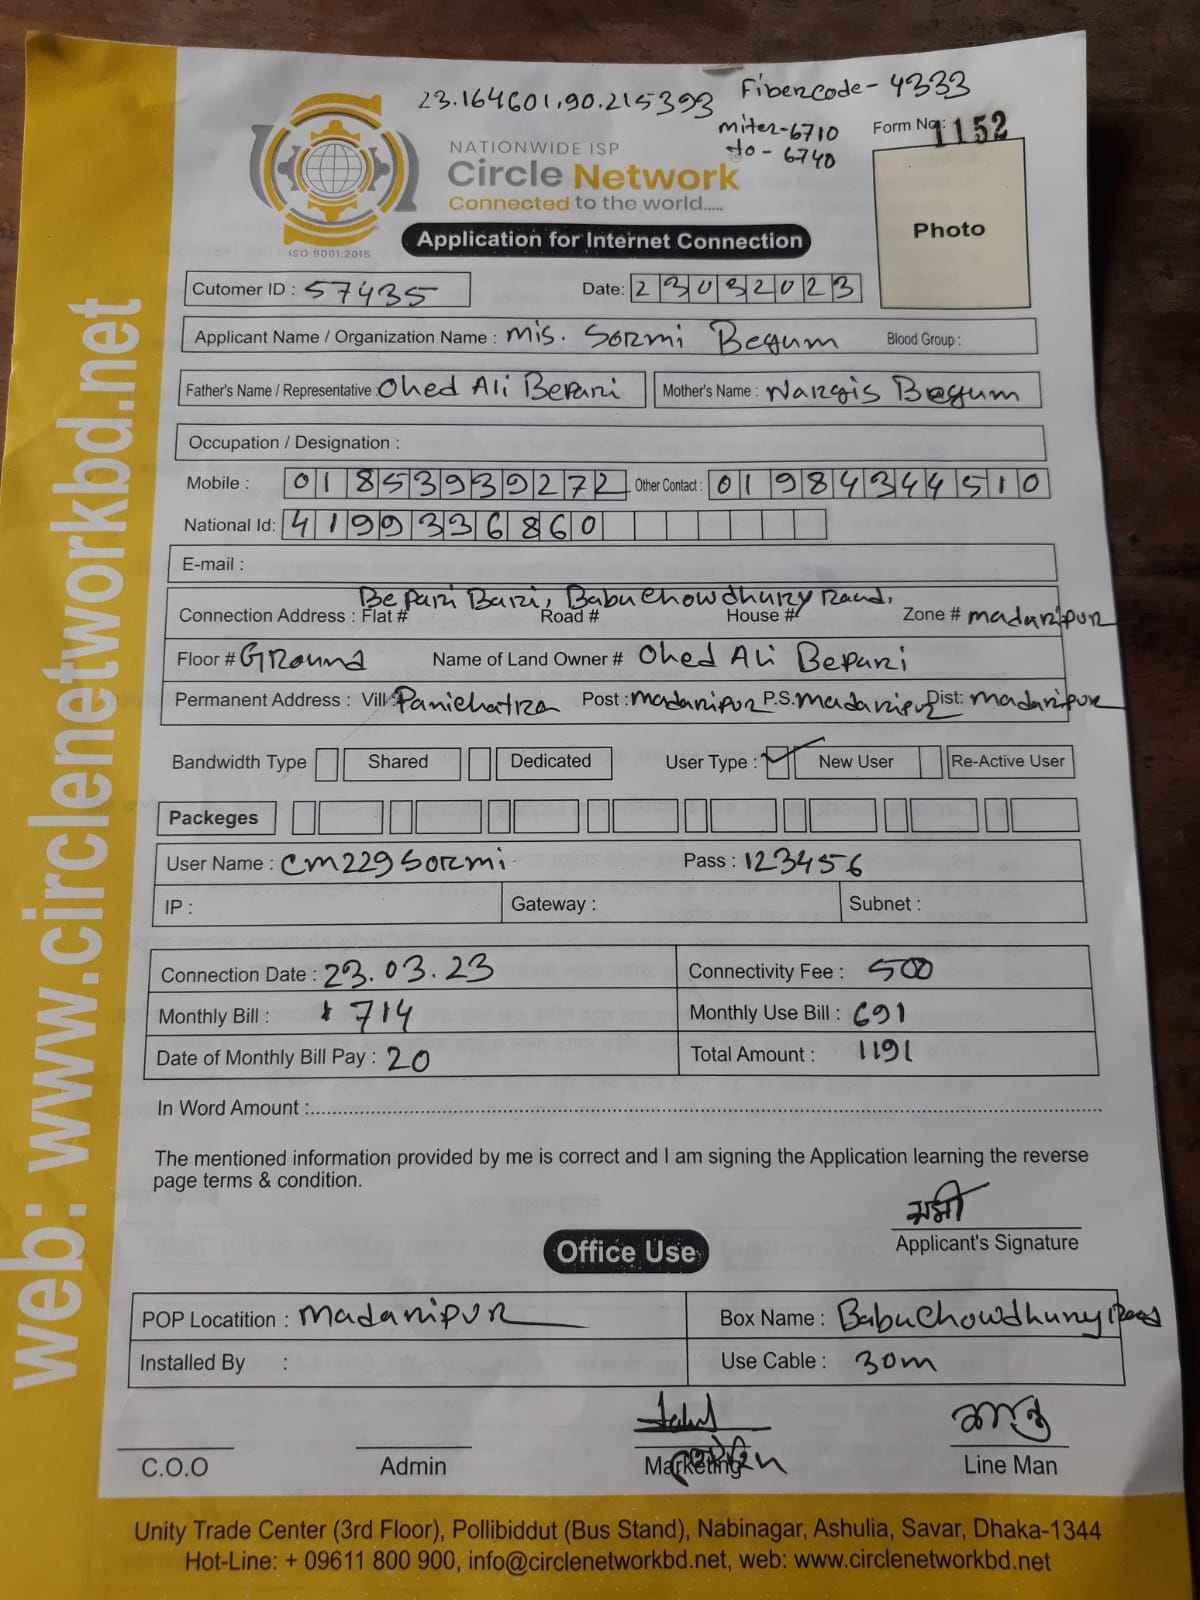 23.164601,90.215393
Fibercode- 4333
miter-6710
to - 6740
Form No: 1152
NATIONWIDE ISP
Circle Network
Connected to the world.....
ISO 9001:2015
Application for Internet Connection
Photo
Cutomer ID : 57435
Date: 23032023
Applicant Name / Organization Name : Mis. Sormi Begum Blood Group :
Father's Name / Representative : Ohed Ali Bepari Mother's Name : Nargis Begum
Occupation / Designation :
Mobile : 01853939272 Other Contact : 01984344510
National Id: 4199336860
E-mail :
Bepari Bari, Babu Chowdhury Road,
Connection Address : Flat # Road # House # Zone # madaripur
Floor # Ground Name of Land Owner # Ohed Ali Bepari
Permanent Address : Vill: Panichatra Post : madaripur P.S. madaripur Dist: madaripur
Bandwidth Type Shared Dedicated User Type : New User Re-Active User
Packeges
User Name : cm229sormi Pass : 123456
IP : Gateway : Subnet :
Connection Date : 23.03.23 Connectivity Fee : 500
Monthly Bill : 714 Monthly Use Bill : 691
Date of Monthly Bill Pay : 20 Total Amount : 1191
In Word Amount :
The mentioned information provided by me is correct and I am signing the Application learning the reverse
page terms & condition.
Applicant's Signature
Office Use
POP Locatition : Madaripur Box Name : Babu Chowdhury Road
Installed By : Use Cable : 30m
C.O.O Admin Marketing Line Man
Unity Trade Center (3rd Floor), Pollibiddut (Bus Stand), Nabinagar, Ashulia, Savar, Dhaka-1344
Hot-Line: + 09611 800 900, info@circlenetworkbd.net, web: www.circlenetworkbd.net
web: www.circlenetworkbd.net